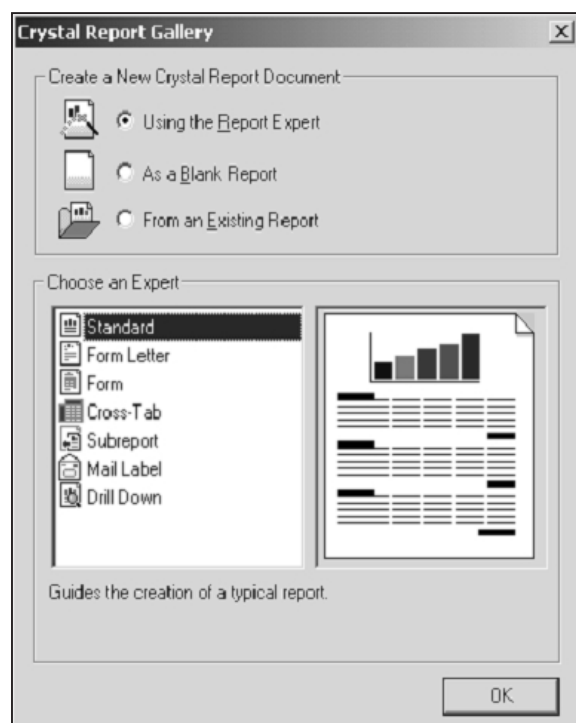 Crystal Report Gallery
Create a New Crystal Report Document
Using the Report Expert
As a Blank Report
From an Existing Report
Choose an Expert
Standard
Form Letter
Form
Cross-Tab
Subreport
Mail Label
Drill Down
Guides the creation of a typical report.
OK